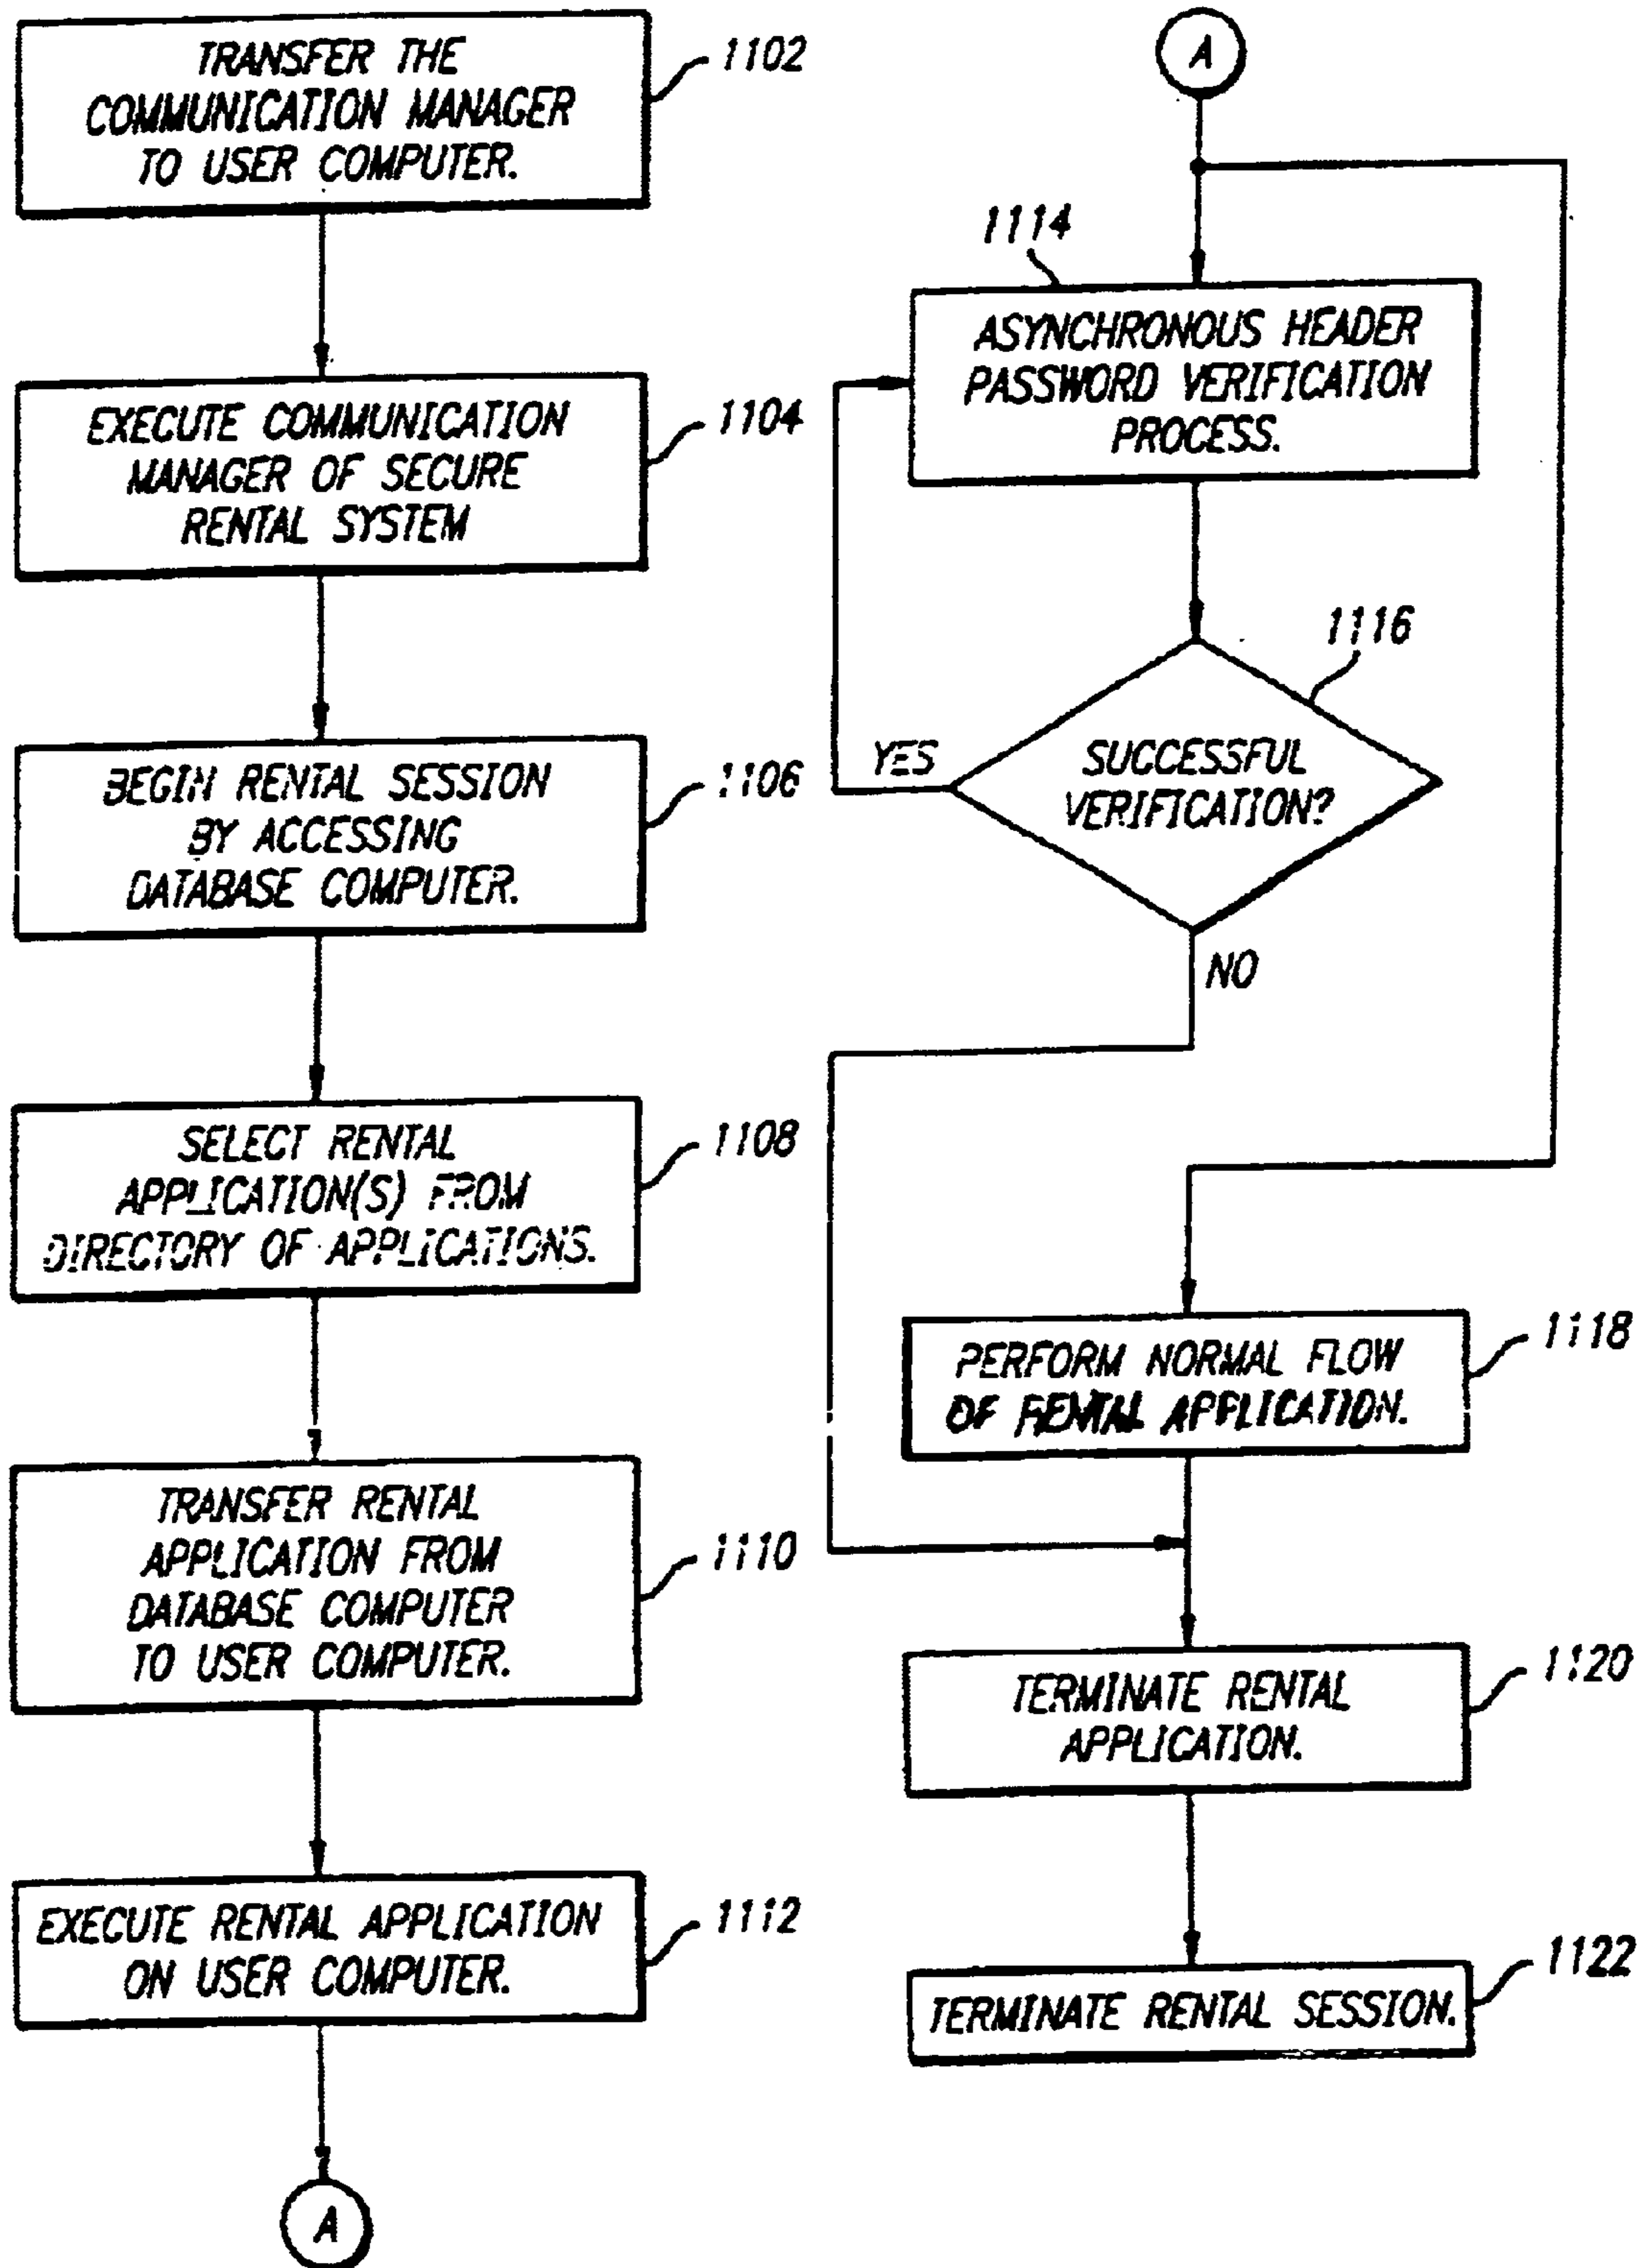 TRANSFER THE
COMMUNICATION MANAGER
TO USER COMPUTER.
1102
EXECUTE COMMUNICATION
MANAGER OF SECURE
RENTAL SYSTEM
1104
BEGIN RENTAL SESSION
BY ACCESSING
DATABASE COMPUTER.
1106
SELECT RENTAL
APPLICATION(S) FROM
DIRECTORY OF APPLICATIONS.
1108
TRANSFER RENTAL
APPLICATION FROM
DATABASE COMPUTER
TO USER COMPUTER.
1110
EXECUTE RENTAL APPLICATION
ON USER COMPUTER.
1112
A
A
1114
ASYNCHRONOUS HEADER
PASSWORD VERIFICATION
PROCESS.
1116
SUCCESSFUL
VERIFICATION?
YES
NO
PERFORM NORMAL FLOW
OF RENTAL APPLICATION.
1118
TERMINATE RENTAL
APPLICATION.
1120
TERMINATE RENTAL SESSION.
1122